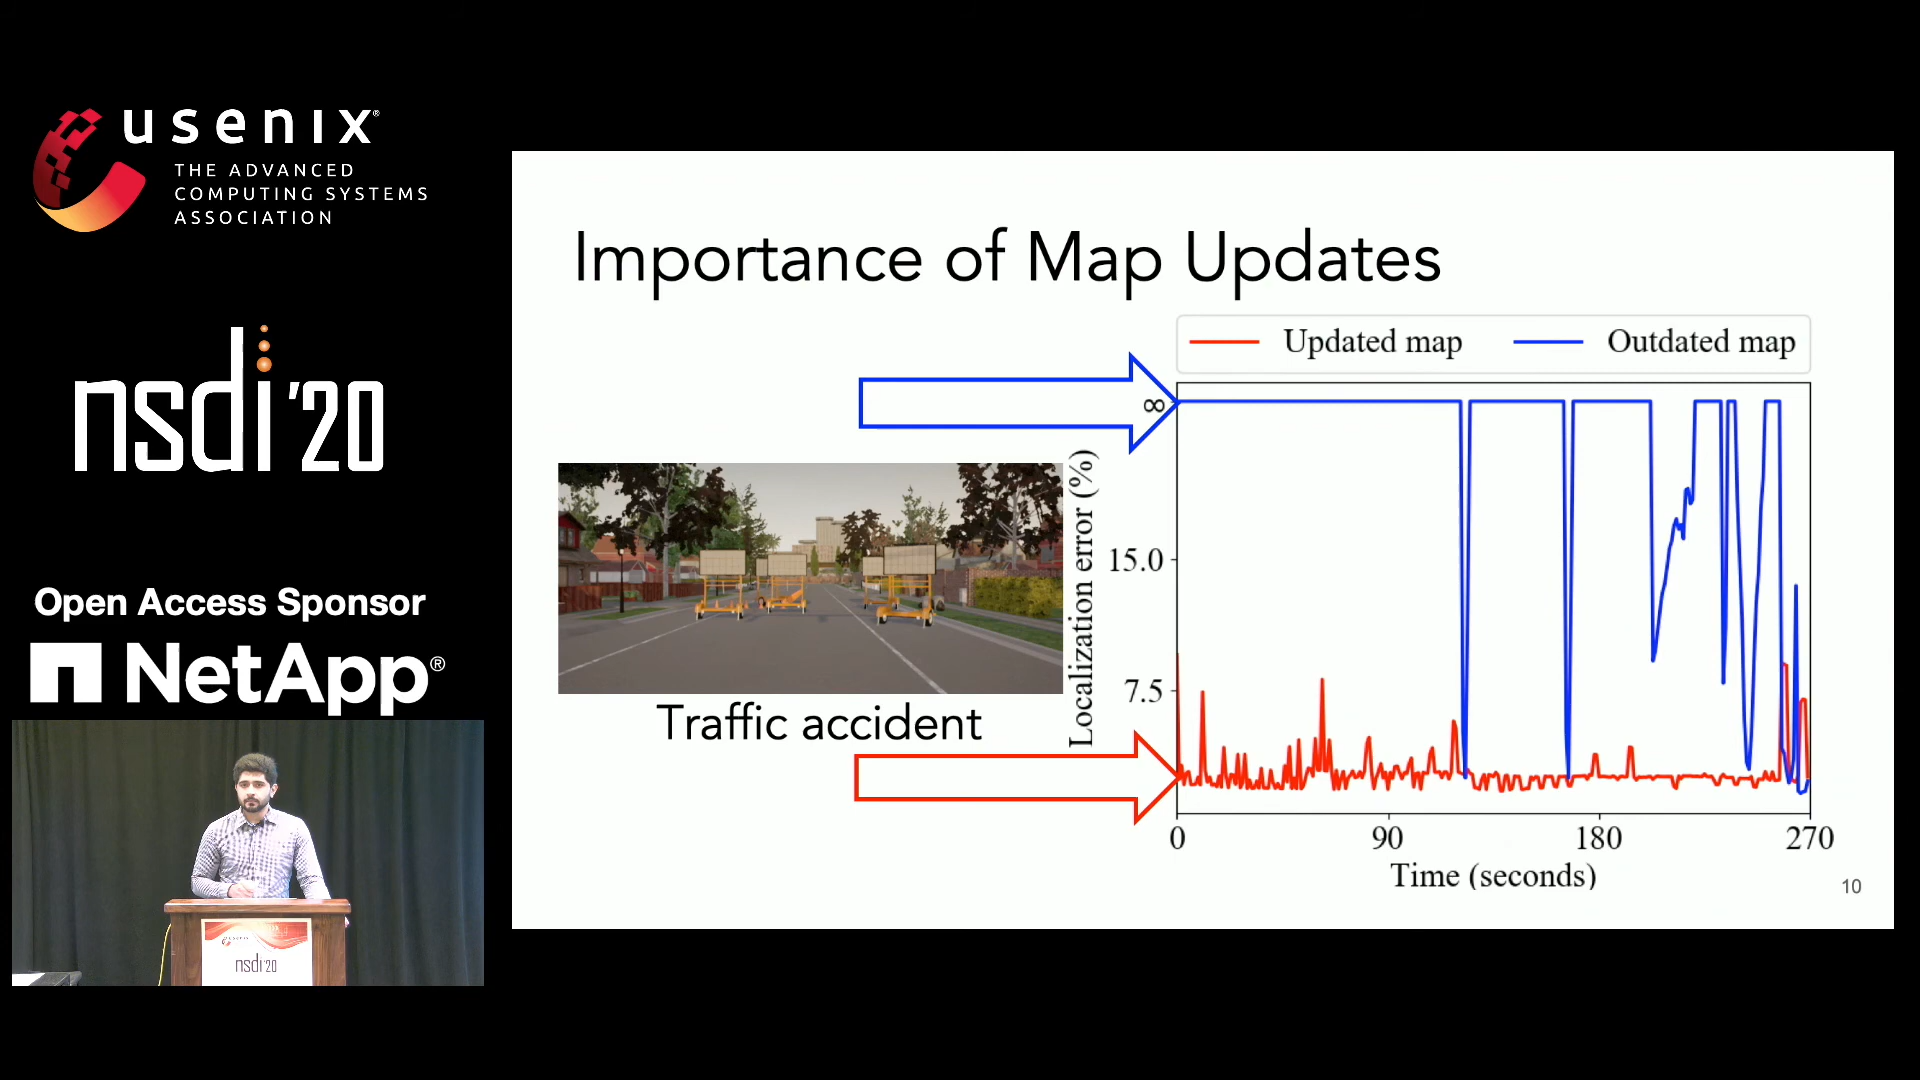 usenix®
THE ADVANCED
COMPUTING SYSTEMS
ASSOCIATION
nsdi '20
Open Access Sponsor
NetApp®
usenix
nsdi '20
Importance of Map Updates
Updated map
Outdated map
∞
15.0
7.5
Localization error (%)
0
90
180
270
Time (seconds)
Traffic accident
10